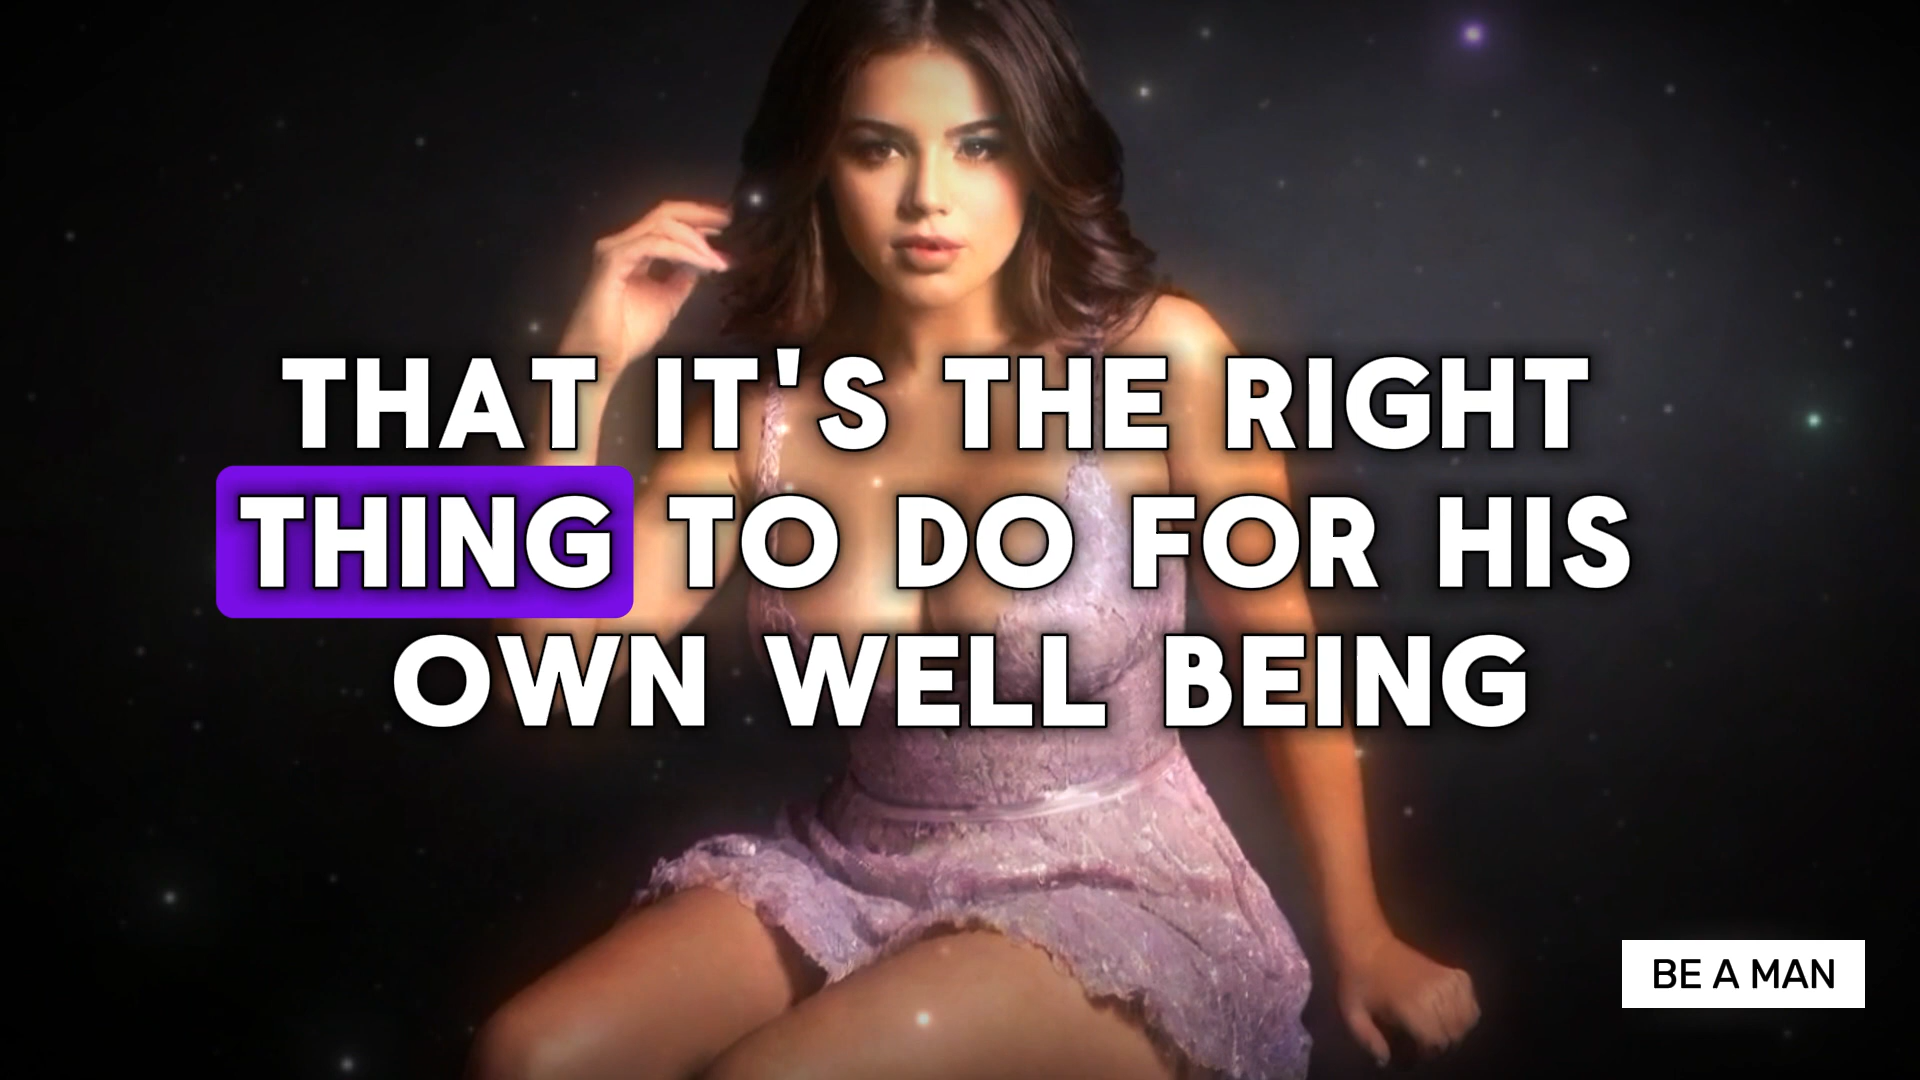 THAT IT'S THE RIGHT
THING TO DO FOR HIS
OWN WELL BEING
BE A MAN